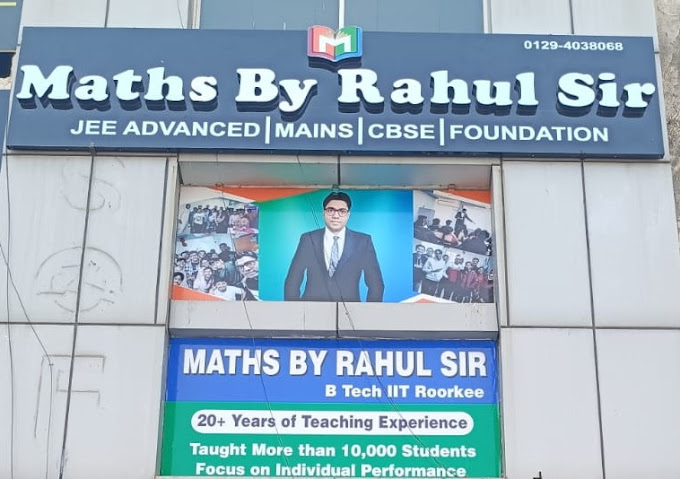 M
0129-4038068
Maths By Rahul Sir
JEE ADVANCED|MAINS|CBSE|FOUNDATION
MATHS BY RAHUL SIR
B Tech IIT Roorkee
20+ Years of Teaching Experience
Taught More than 10,000 Students
Focus on Individual Performance